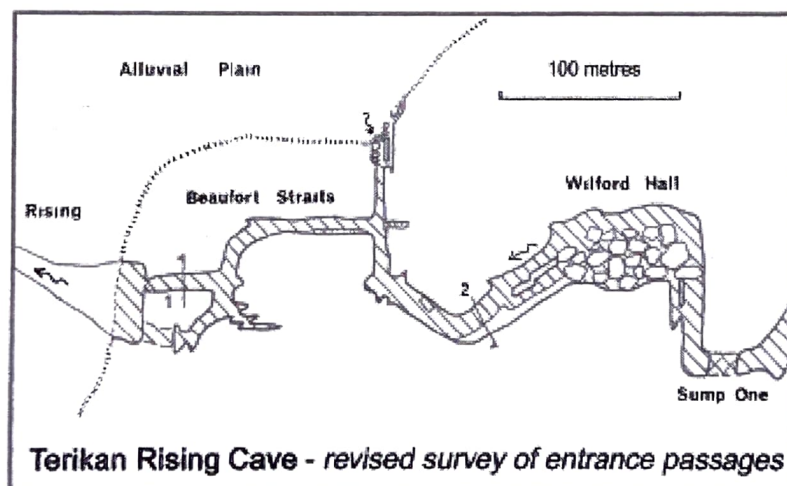 Alluvial Plain
100 metres
Wilford Hall
Beaufort Straits
Rising
1
1
2
Sump One
Terikan Rising Cave - revised survey of entrance passages